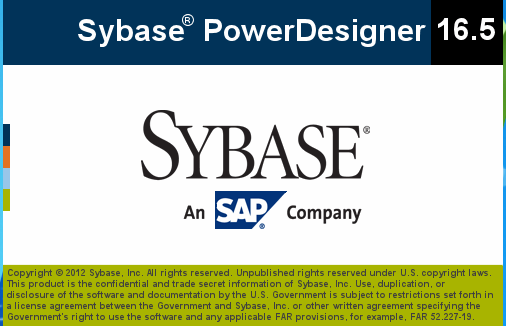 Sybase® PowerDesigner 16.5
SYBASE®
An SAP® Company
Copyright © 2012 Sybase, Inc. All rights reserved. Unpublished rights reserved under U.S. copyright laws.
This product is the confidential and trade secret information of Sybase, Inc. Use, duplication, or
disclosure of the software and documentation by the U.S. Government is subject to restrictions set forth in
a license agreement between the Government and Sybase, Inc. or other written agreement specifying the
Government's right to use the software and any applicable FAR provisions, for example, FAR 52.227-19.